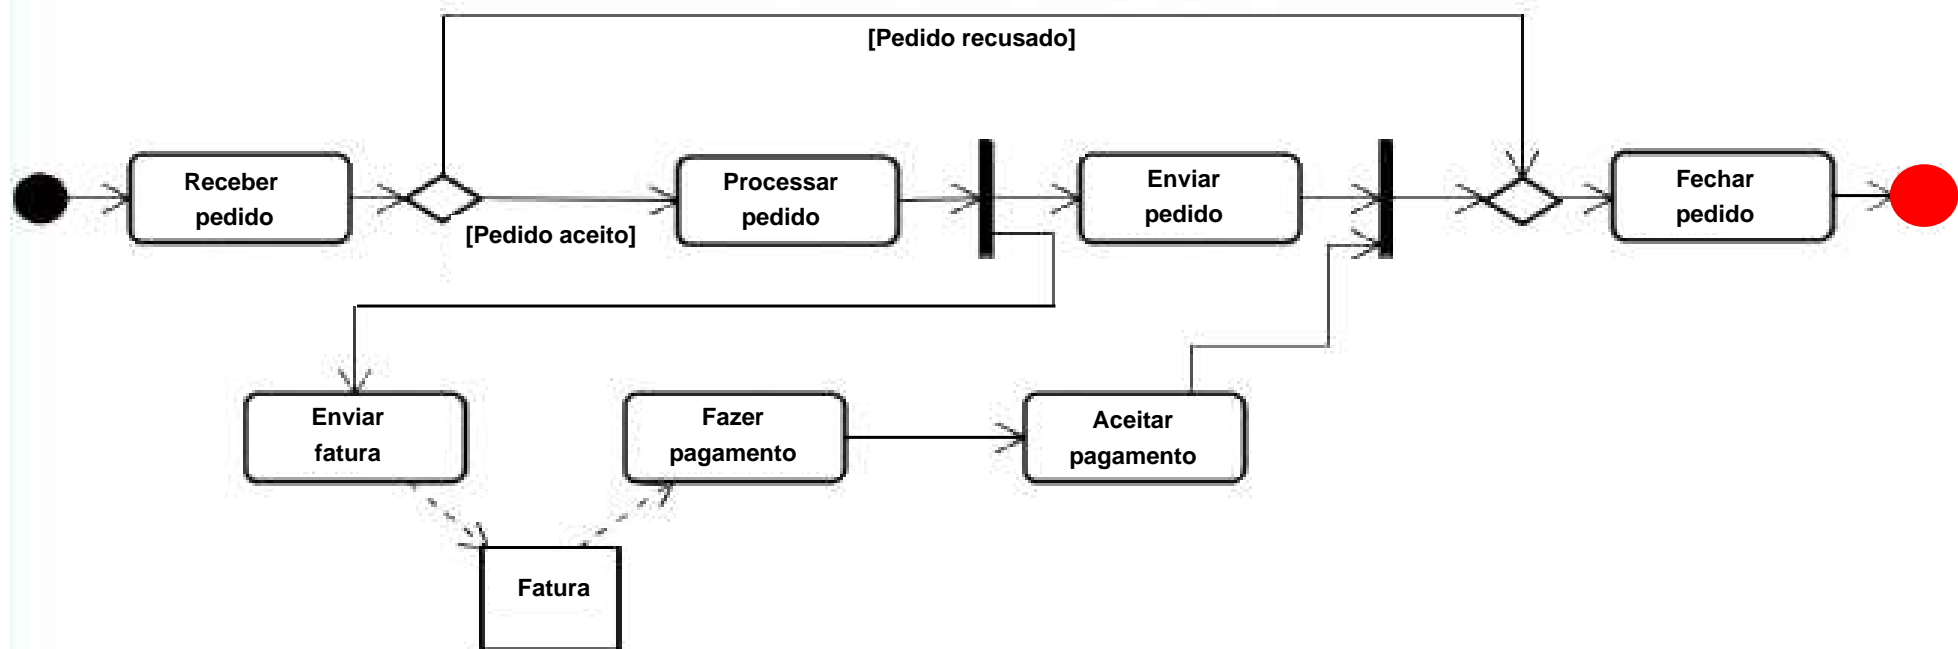 [Pedido recusado]
Receber
pedido
[Pedido aceito]
Processar
pedido
Enviar
pedido
Fechar
pedido
Enviar
fatura
Fazer
pagamento
Aceitar
pagamento
Fatura